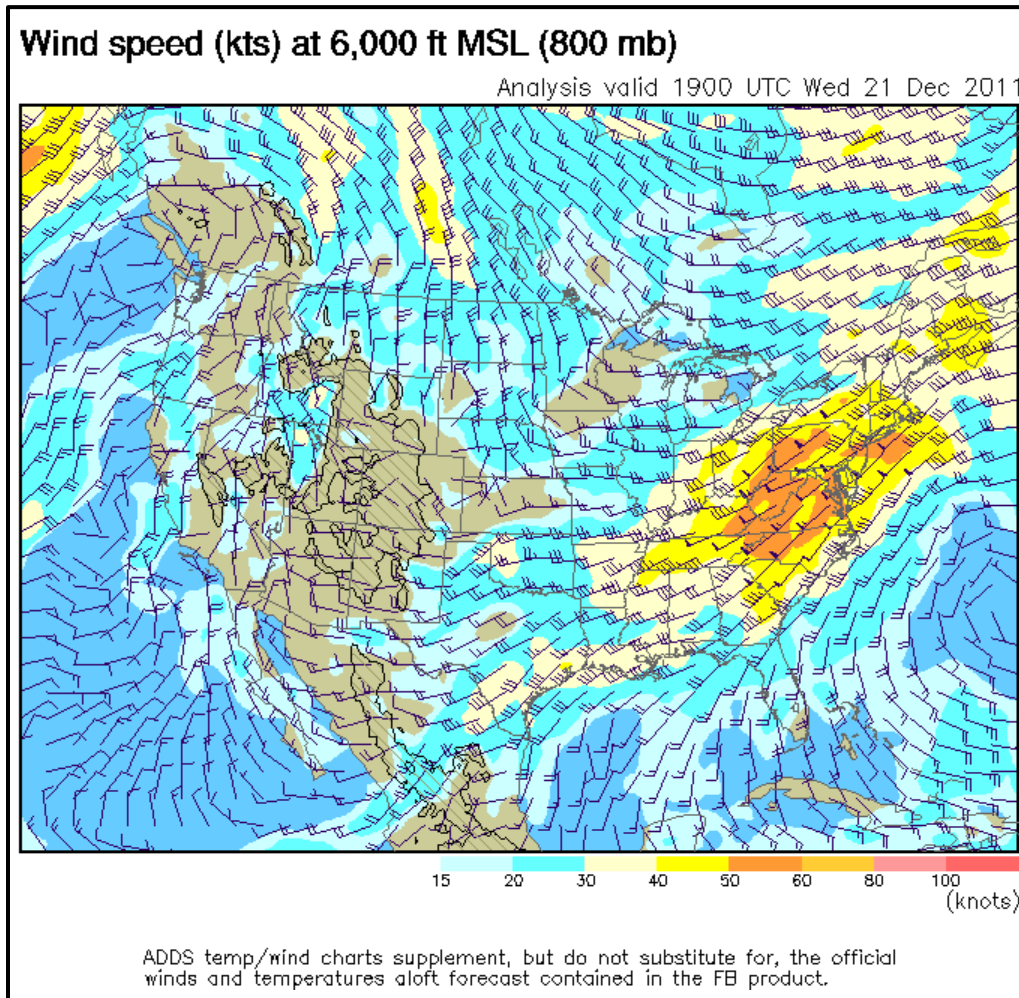 Wind speed (kts) at 6,000 ft MSL (800 mb)
Analysis valid 1900 UTC Wed 21 Dec 2011
15 20 30 40 50 60 80 100
(knots)
ADDS temp/wind charts supplement, but do not substitute for, the official
winds and temperatures aloft forecast contained in the FB product.